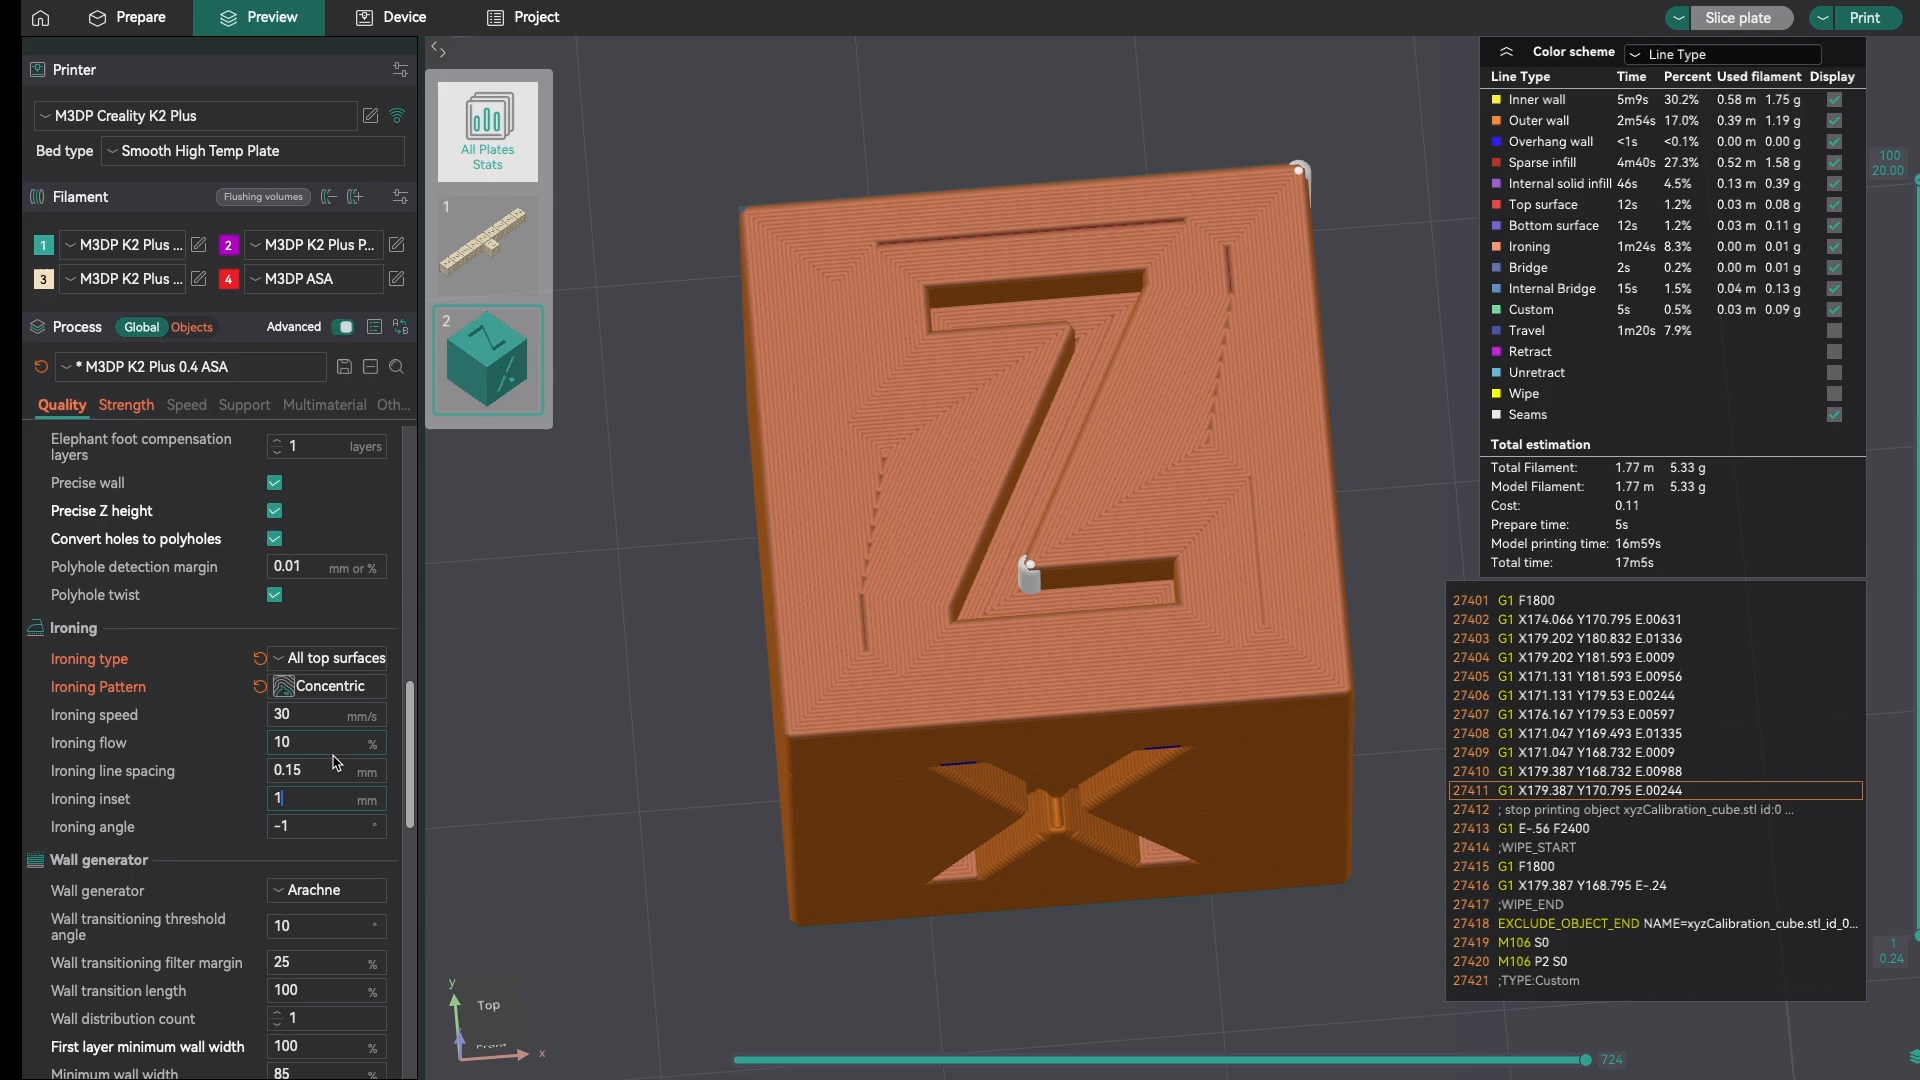 Prepare
Preview
Device
Project
Slice plate
Print
Printer
M3DP Creality K2 Plus
Bed type
Smooth High Temp Plate
Filament
Flushing volumes
1 M3DP K2 Plus ...
2 M3DP K2 Plus P...
3 M3DP K2 Plus ...
4 M3DP ASA
Process
Global Objects
Advanced
* M3DP K2 Plus 0.4 ASA
Quality Strength Speed Support Multimaterial Oth...
Elephant foot compensation layers 1 layers
Precise wall
Precise Z height
Convert holes to polyholes
Polyhole detection margin 0.01 mm or %
Polyhole twist
Ironing
Ironing type All top surfaces
Ironing Pattern Concentric
Ironing speed 30 mm/s
Ironing flow 10 %
Ironing line spacing 0.15 mm
Ironing inset 1 mm
Ironing angle -1 °
Wall generator
Wall generator Arachne
Wall transitioning threshold angle 10 °
Wall transitioning filter margin 25 %
Wall transition length 100 %
Wall distribution count 1
First layer minimum wall width 100 %
Minimum wall width 85 %
All Plates
Stats
1
2
Z
X
Z
X
y
Top
Front
x
724
Color scheme Line Type
Line Type Time Percent Used filament Display
Inner wall 5m9s 30.2% 0.58 m 1.75 g
Outer wall 2m54s 17.0% 0.39 m 1.19 g
Overhang wall <1s <0.1% 0.00 m 0.00 g
Sparse infill 4m40s 27.3% 0.52 m 1.58 g
Internal solid infill 46s 4.5% 0.13 m 0.39 g
Top surface 12s 1.2% 0.03 m 0.08 g
Bottom surface 12s 1.2% 0.03 m 0.11 g
Ironing 1m24s 8.3% 0.00 m 0.01 g
Bridge 2s 0.2% 0.00 m 0.01 g
Internal Bridge 15s 1.5% 0.04 m 0.13 g
Custom 5s 0.5% 0.03 m 0.09 g
Travel 1m20s 7.9%
Retract
Unretract
Wipe
Seams
Total estimation
Total Filament: 1.77 m 5.33 g
Model Filament: 1.77 m 5.33 g
Cost: 0.11
Prepare time: 5s
Model printing time: 16m59s
Total time: 17m5s
100
20.00
27401 G1 F1800
27402 G1 X174.066 Y170.795 E.00631
27403 G1 X179.202 Y180.832 E.01336
27404 G1 X179.202 Y181.593 E.0009
27405 G1 X171.131 Y181.593 E.00956
27406 G1 X171.131 Y179.53 E.00244
27407 G1 X176.167 Y179.53 E.00597
27408 G1 X171.047 Y169.493 E.01335
27409 G1 X171.047 Y168.732 E.0009
27410 G1 X179.387 Y168.732 E.00988
27411 G1 X179.387 Y170.795 E.00244
27412 ; stop printing object xyzCalibration_cube.stl id:0 ...
27413 G1 E-.56 F2400
27414 ;WIPE_START
27415 G1 F1800
27416 G1 X179.387 Y168.795 E-.24
27417 ;WIPE_END
27418 EXCLUDE_OBJECT_END NAME=xyzCalibration_cube.stl_id_0...
27419 M106 S0
27420 M106 P2 S0
27421 ;TYPE:Custom
1
0.24